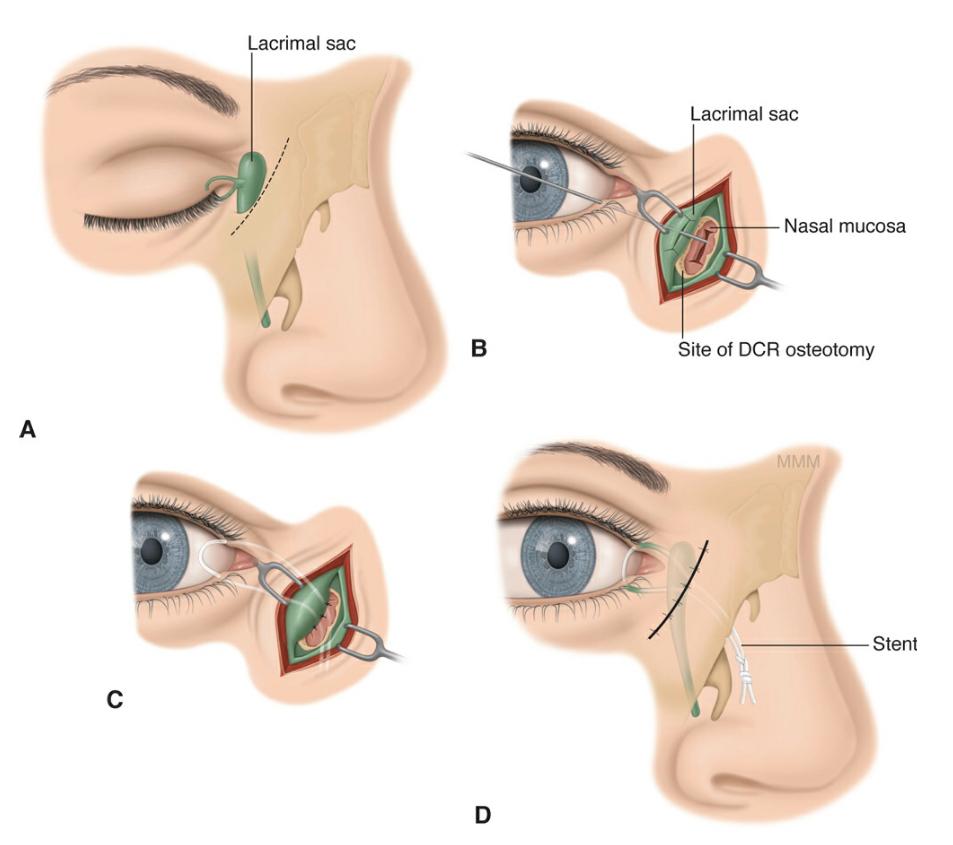 Lacrimal sac
A
Lacrimal sac
Nasal mucosa
Site of DCR osteotomy
B
C
MMM
Stent
D